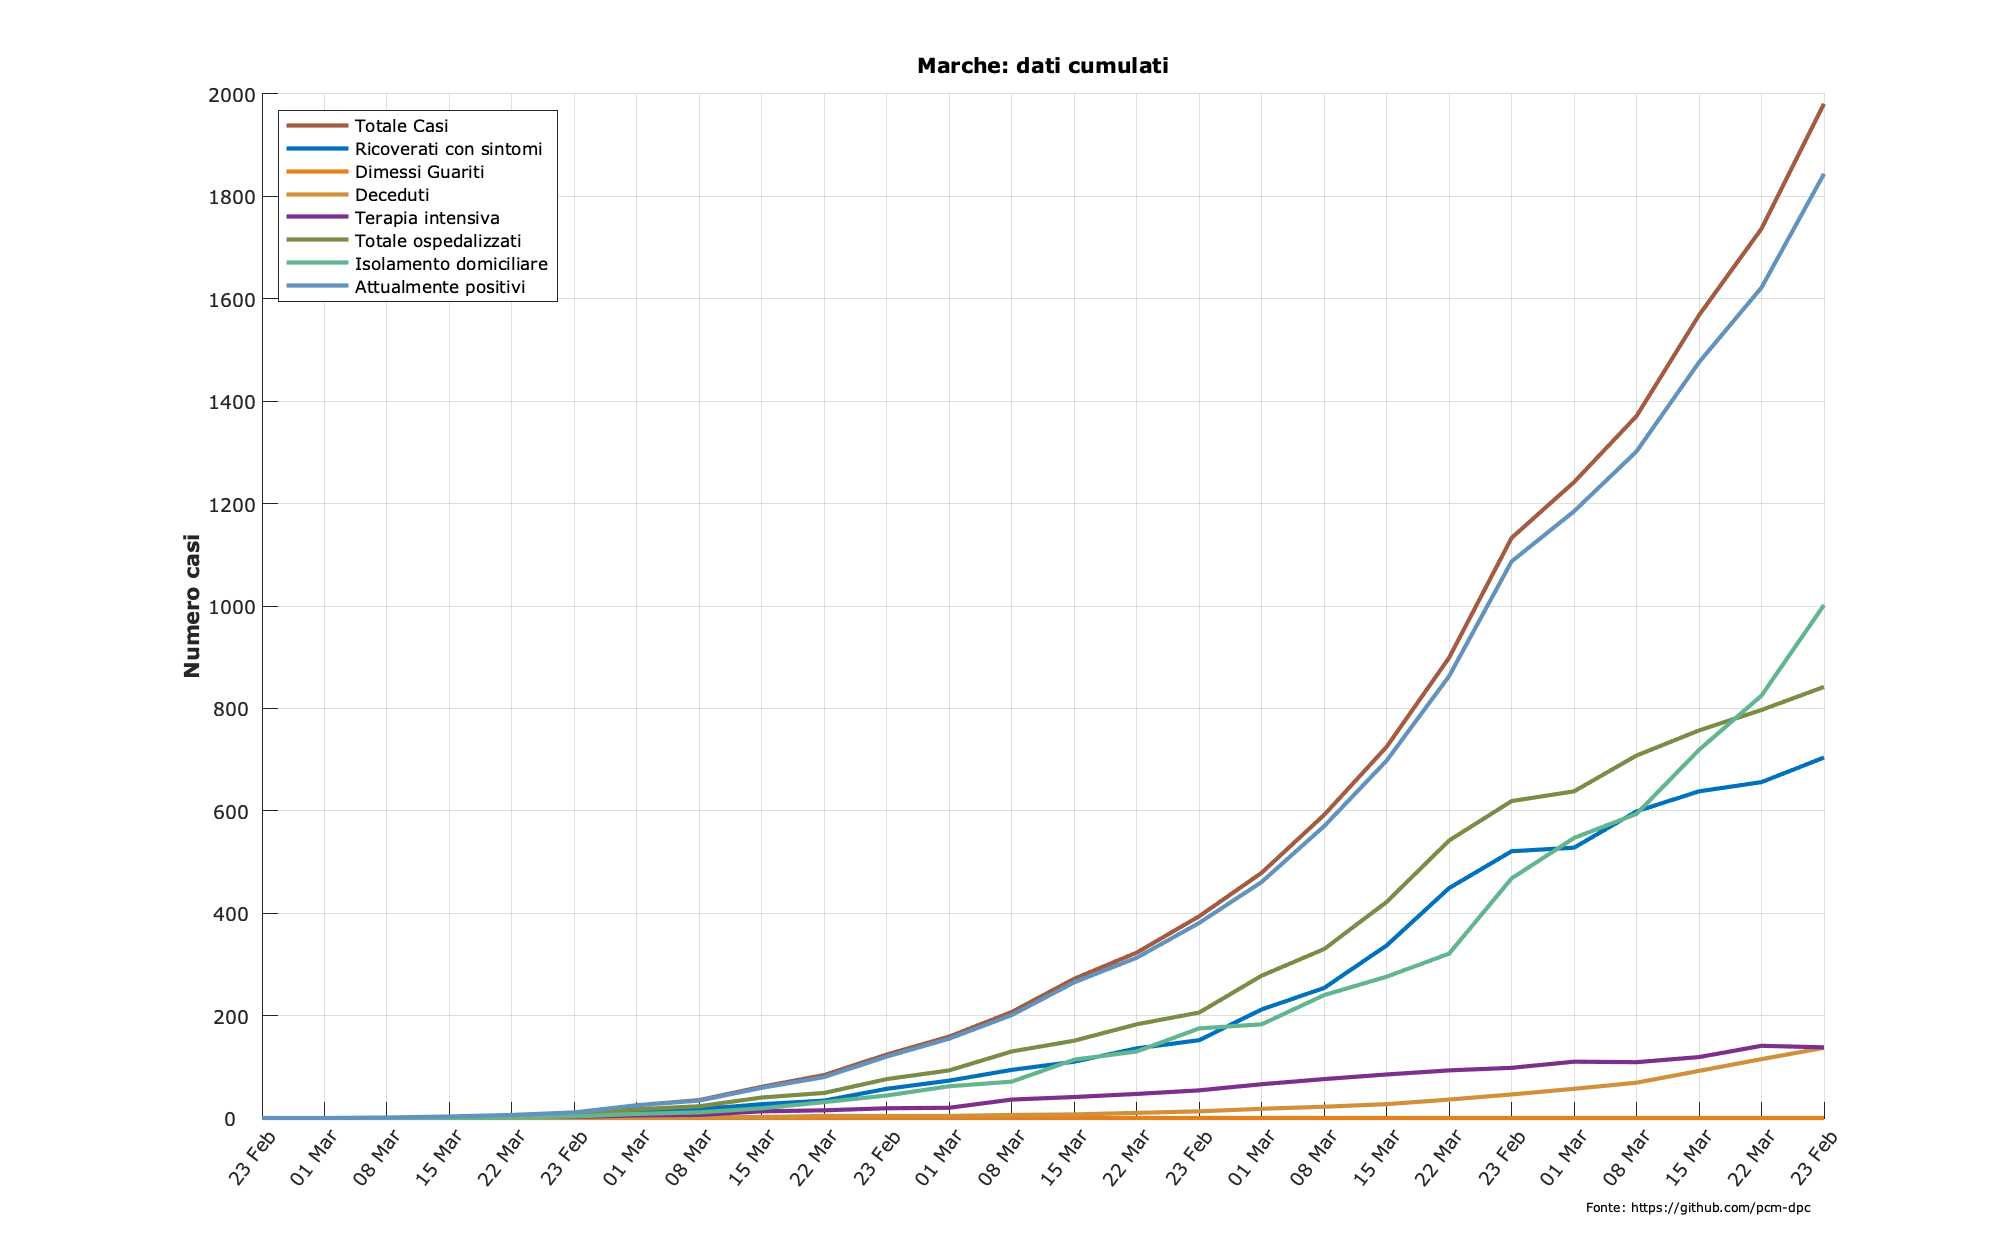 Marche: dati cumulati
2000
1800
1600
1400
1200
1000
800
600
400
200
0
Numero casi
Totale Casi
Ricoverati con sintomi
Dimessi Guariti
Deceduti
Terapia intensiva
Totale ospedalizzati
Isolamento domiciliare
Attualmente positivi
23 Feb
01 Mar
08 Mar
15 Mar
22 Mar
23 Feb
01 Mar
08 Mar
15 Mar
22 Mar
23 Feb
01 Mar
08 Mar
15 Mar
22 Mar
23 Feb
01 Mar
08 Mar
15 Mar
22 Mar
23 Feb
01 Mar
08 Mar
15 Mar
22 Mar
23 Feb
Fonte: https://github.com/pcm-dpc